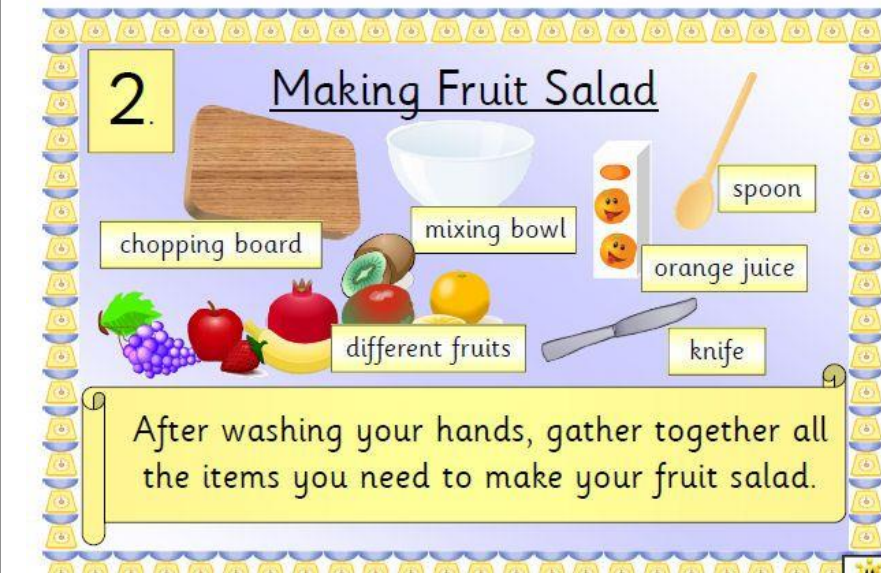 2.
Making Fruit Salad
spoon
mixing bowl
chopping board
orange juice
different fruits
knife
After washing your hands, gather together all
the items you need to make your fruit salad.